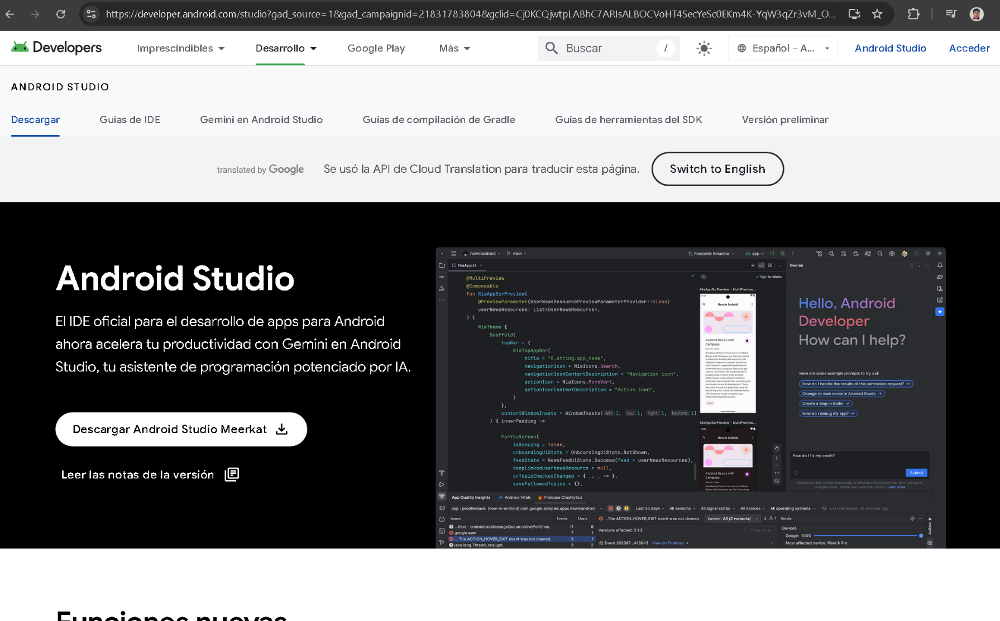 https://developer.android.com/studio?gad_source=1&gad_campaignid=21831783804&gclid=Cj0KCQjwtpLABhC7ARIsALBOCVoHT4SecYeSc0EKm4K-YqW3qZr3vM_O...
Developers
Imprescindibles
Desarrollo
Google Play
Más
Buscar
/
Español – A...
Android Studio
Acceder
ANDROID STUDIO
Descargar
Guías de IDE
Gemini en Android Studio
Guías de compilación de Gradle
Guías de herramientas del SDK
Versión preliminar
translated by Google
Se usó la API de Cloud Translation para traducir esta página.
Switch to English
Android Studio
El IDE oficial para el desarrollo de apps para Android
ahora acelera tu productividad con Gemini en Android
Studio, tu asistente de programación potenciado por IA.
Descargar Android Studio Meerkat
Leer las notas de la versión
nowinandroid
main
Resizable Emulator
app
NiaApp.kt
@MultiPreview
@Composable
fun NiaAppScrPreview(
@PreviewParameter(UserNewsResourcePreviewParameterProvider::class)
userNewsResources: List<UserNewsResource>,
) {
NiaTheme {
Scaffold(
topBar = {
NiaTopAppBar(
title = "R.string.app_name",
navigationIcon = NiaIcons.Search,
navigationIconContentDescription = "Navigation icon",
actionIcon = NiaIcons.MoreVert,
actionIconContentDescription = "Action icon",
)
},
contentWindowInsets = WindowInsets( left: 1, top: 1, right: 1, bottom: 1)
) { innerPadding ->
ForYouScreen(
isSyncing = false,
onboardingUiState = OnboardingUiState.NotShown,
feedState = NewsFeedUiState.Success(feed = userNewsResources),
deepLinkedUserNewsResource = null,
onTopicCheckedChanged = { _, _ -> },
saveFollowedTopics = {},
Up-to-date
NiaAppScrPreview - MultiPreview...
Now in Android
Android Basics with
Compose
NiaAppScrPreview - MultiPreview...
Now in Android
Android Basics with
Compose
1:1
Gemini
Hello, Android
Developer
How can I help?
Here are some example prompts to try out:
How do I handle the results of the permission request? →
Change to dark mode in Android Studio →
Create a Map in Kotlin →
How do I debug my app? →
How do I fix my crash?
Submit
Responses may contain inaccurate or offensive information that don't represent
Google's views. Please use code with caution. Learn more
App Quality Insights
Android Vitals
Firebase Crashlytics
app › prodRelease: [now-in-android] com.google.samples.apps.nowinandroid
Last 30 days
All versions
All signal states
All devices
All operating systems
Last refreshed: 38 minutes ago
Issues
Events
Users
...thod - android.os.MessageQueue.nativePollOnce. 11 8
google.sam 7 1
... The ACTION_HOVER_EXIT event was not cleared. 3 1
java.lang.ThreadLocal.get. 3 2
...The ACTION_HOVER_EXIT event was not cleared.
Variant: All (2 variants)
3
1
Versions affected: 0.1.2
Close issue
Event 202367...413943
View on Firebase
Details
Devices
Google 100%
Most affected device: Pixel 8 Pro
Insights
Funciones nuevas